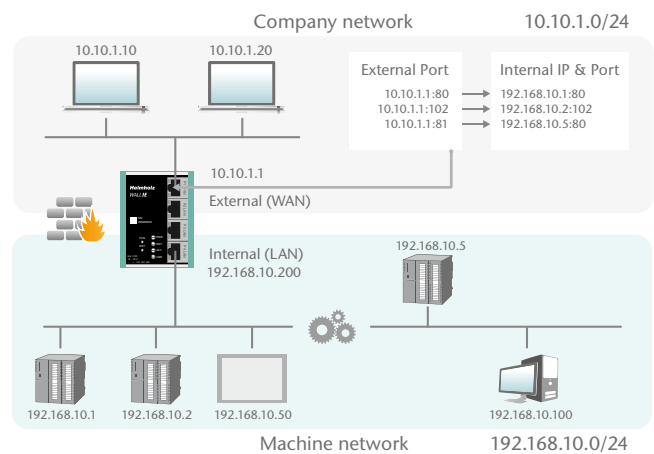 Company network 10.10.1.0/24
10.10.1.10 10.10.1.20
External Port Internal IP & Port
10.10.1.1:80 192.168.10.1:80
10.10.1.1:102 192.168.10.2:102
10.10.1.1:81 192.168.10.5:80
10.10.1.1
External (WAN)
Helmholz
WALL IE
Internal (LAN)
192.168.10.200
192.168.10.5
192.168.10.1 192.168.10.2 192.168.10.50 192.168.10.100
Machine network 192.168.10.0/24